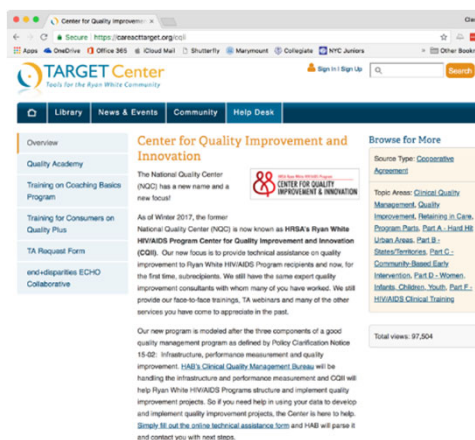 Center for Quality Improvemen
Secure
https://careacttarget.org/cqii
Apps OneDrive Office 365 iCloud Mail Shutterfly Marymount Collegiate NYC Juniors Other Book
TARGET Center
Tools for the Ryan White Community
Sign In / Sign Up
Search
Library News & Events Community Help Desk
Overview
Quality Academy
Training on Coaching Basics
Program
Training for Consumers on
Quality Plus
TA Request Form
end+disparities ECHO
Collaborative
Center for Quality Improvement and
Innovation
The National Quality Center
(NQC) has a new name and a
new focus!
CENTER FOR QUALITY
IMPROVEMENT & INNOVATION
As of Winter 2017, the former
National Quality Center (NQC) is now known as HRSA's Ryan White
HIV/AIDS Program Center for Quality Improvement and Innovation
(CQII). Our new focus is to provide technical assistance on quality
improvement to Ryan White HIV/AIDS Program recipients and now, for
the first time, subrecipients. We still have the same expert quality
improvement consultants with whom many of you have worked. We still
provide our face-to-face trainings, TA webinars and many of the other
services you have come to appreciate in the past.
Our new program is modeled after the three components of a good
quality management program as defined by Policy Clarification Notice
15-02: Infrastructure, performance measurement and quality
improvement. HAB's Clinical Quality Management Bureau will be
handling the infrastructure and performance measurement and CQII will
help Ryan White HIV/AIDS Programs structure and implement quality
improvement projects. So if you need help in using your data to develop
and implement quality improvement projects, the Center is here to help.
Simply fill out the online technical assistance form and HAB will parse it
and contact you with next steps.
Browse for More
Source Type: Cooperative
Agreement
Topic Areas: Clinical Quality
Management, Quality
Improvement, Retaining in Care,
Program Parts, Part A - Hard Hit
Urban Areas, Part B -
States/Territories, Part C -
Community-Based Early
Intervention, Part D - Women,
Infants, Children, Youth, Part F -
HIV/AIDS Clinical Training
Total views: 97,504